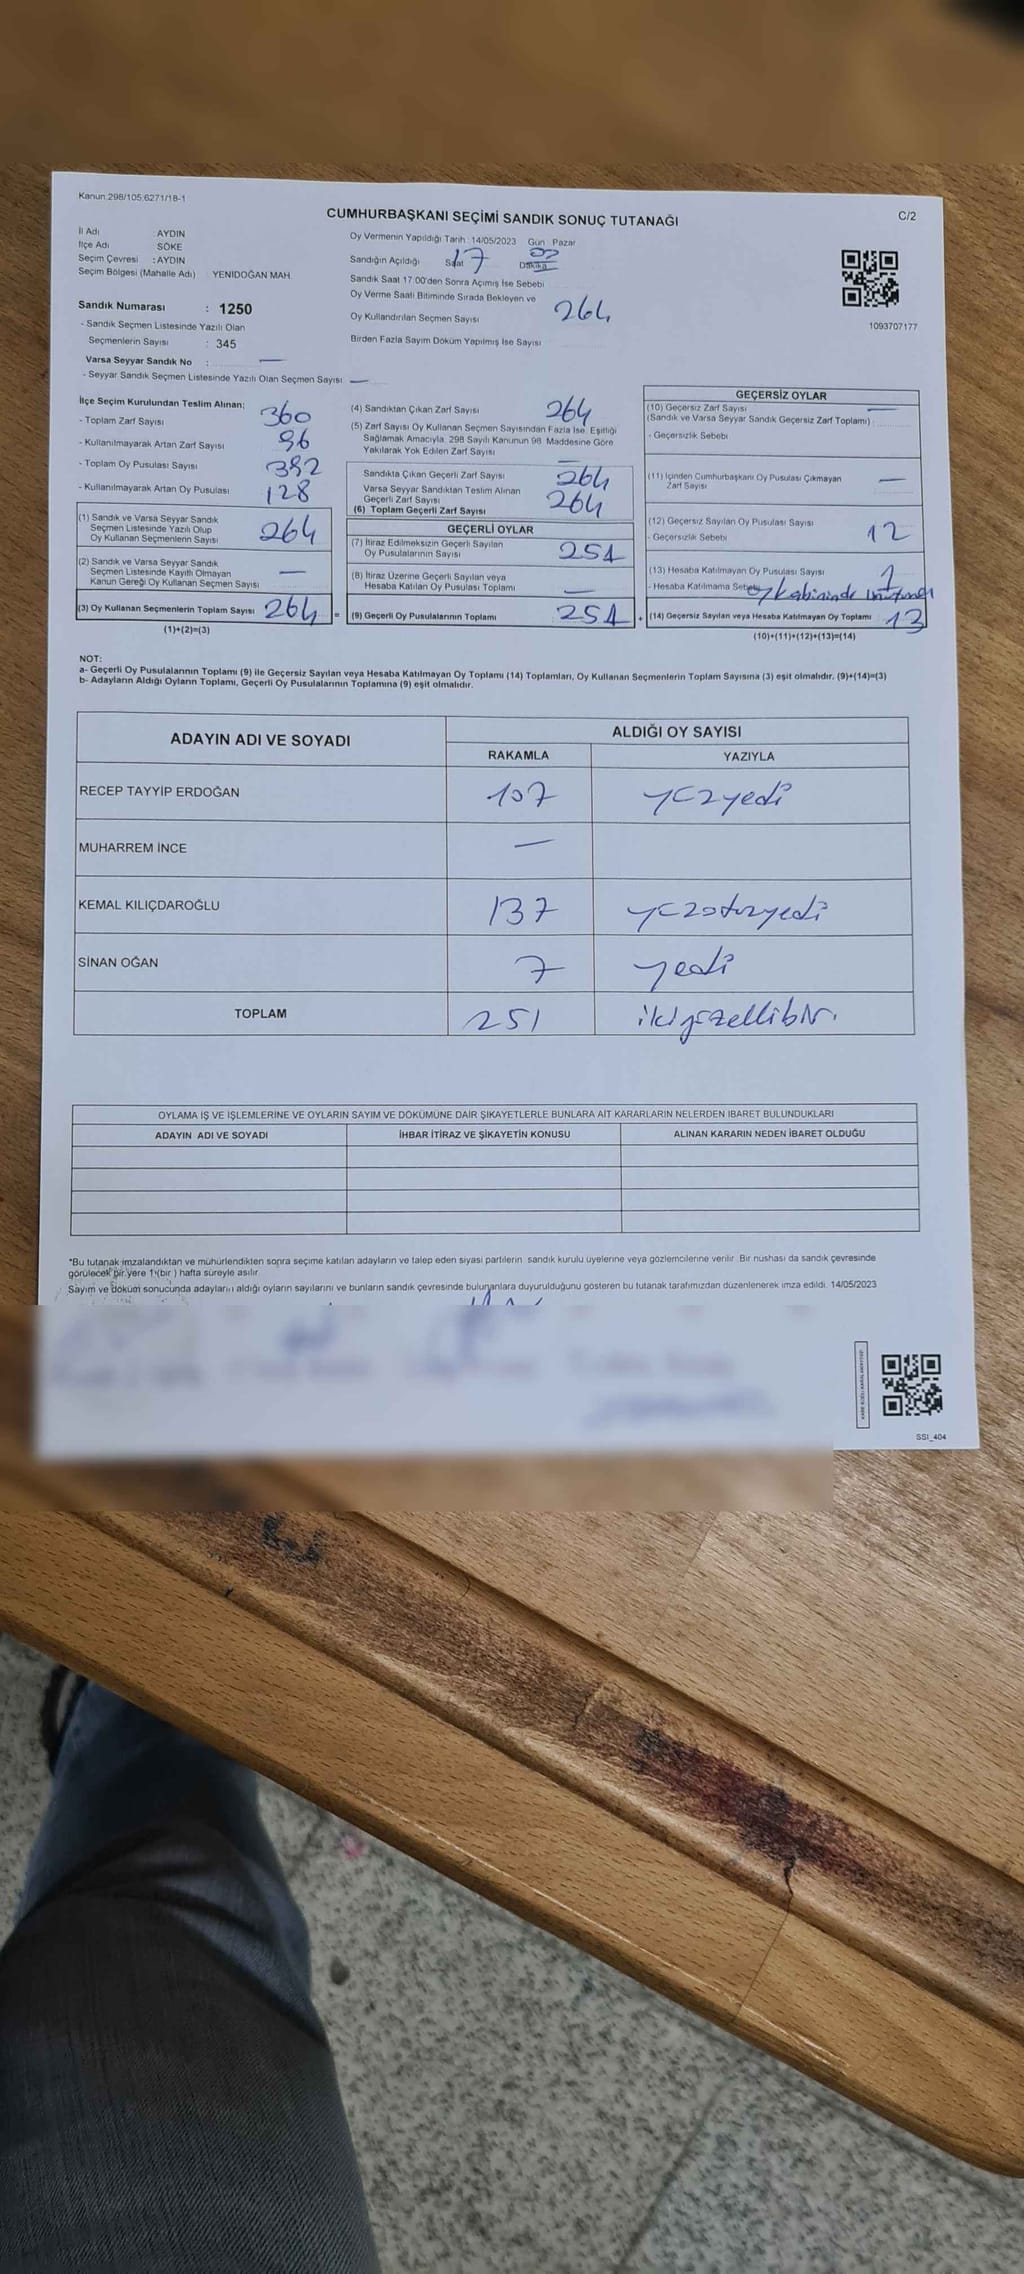 Kanun:298/105,6271/18-1
CUMHURBAŞKANI SEÇİMİ SANDIK SONUÇ TUTANAĞI
C/2
İl Adı AYDIN
İlçe Adı SÖKE
Seçim Çevresi : AYDIN
Seçim Bölgesi (Mahalle Adı) YENİDOĞAN MAH.
Sandık Numarası : 1250
- Sandık Seçmen Listesinde Yazılı Olan
Seçmenlerin Sayısı : 345
Varsa Seyyar Sandık No : —
- Seyyar Sandık Seçmen Listesinde Yazılı Olan Seçmen Sayısı : —
Oy Vermenin Yapıldığı Tarih : 14/05/2023 Gün : Pazar
Sandığın Açıldığı Saat 17 Dakika 00
Sandık Saat 17:00'den Sonra Açımış İse Sebebi
Oy Verme Saati Bitiminde Sırada Bekleyen ve
Oy Kullandırılan Seçmen Sayısı 264
Birden Fazla Sayım Döküm Yapılmış İse Sayısı
1093707177
İlçe Seçim Kurulundan Teslim Alınan:
- Toplam Zarf Sayısı 360
- Kullanılmayarak Artan Zarf Sayısı 96
- Toplam Oy Pusulası Sayısı 392
- Kullanılmayarak Artan Oy Pusulası 128
(1) Sandık ve Varsa Seyyar Sandık
Seçmen Listesinde Yazılı Olup
Oy Kullanan Seçmenlerin Sayısı 264
(2) Sandık ve Varsa Seyyar Sandık
Seçmen Listesinde Kayıtlı Olmayan
Kanun Gereği Oy Kullanan Seçmen Sayısı —
(3) Oy Kullanan Seçmenlerin Toplam Sayısı 264 =
(1)+(2)=(3)
(4) Sandıktan Çıkan Zarf Sayısı 264
(5) Zarf Sayısı Oy Kullanan Seçmen Sayısından Fazla İse, Eşitliği
Sağlamak Amacıyla, 298 Sayılı Kanunun 98. Maddesine Göre
Yakılarak Yok Edilen Zarf Sayısı —
Sandıkta Çıkan Geçerli Zarf Sayısı 264
Varsa Seyyar Sandıktan Teslim Alınan
Geçerli Zarf Sayısı 264
(6) Toplam Geçerli Zarf Sayısı
GEÇERLİ OYLAR
(7) İtiraz Edilmeksizin Geçerli Sayılan
Oy Pusulalarının Sayısı 251
(8) İtiraz Üzerine Geçerli Sayılan veya
Hesaba Katılan Oy Pusulası Toplamı —
(9) Geçerli Oy Pusulalarının Toplamı 251 +
GEÇERSİZ OYLAR
(10) Geçersiz Zarf Sayısı —
(Sandık ve Varsa Seyyar Sandık Geçersiz Zarf Toplamı)
- Geçersizlik Sebebi
(11) İçinden Cumhurbaşkanı Oy Pusulası Çıkmayan
Zarf Sayısı —
(12) Geçersiz Sayılan Oy Pusulası Sayısı 12
- Geçersizlik Sebebi
(13) Hesaba Katılmayan Oy Pusulası Sayısı 1
- Hesaba Katılmama Sebebi oy kabininde
(14) Geçersiz Sayılan veya Hesaba Katılmayan Oy Toplamı 13
(10)+(11)+(12)+(13)=(14)
NOT:
a- Geçerli Oy Pusulalarının Toplamı (9) ile Geçersiz Sayılan veya Hesaba Katılmayan Oy Toplamı (14) Toplamları, Oy Kullanan Seçmenlerin Toplam Sayısına (3) eşit olmalıdır. (9)+(14)=(3)
b- Adayların Aldığı Oyların Toplamı, Geçerli Oy Pusulalarının Toplamına (9) eşit olmalıdır.
ADAYIN ADI VE SOYADI ALDIĞI OY SAYISI
RAKAMLA YAZIYLA
RECEP TAYYİP ERDOĞAN 107 yüzyedi
MUHARREM İNCE —
KEMAL KILIÇDAROĞLU 137 yüzotuzyedi
SİNAN OĞAN 7 yedi
TOPLAM 251 ikiyüzellibir.
OYLAMA İŞ VE İŞLEMLERİNE VE OYLARIN SAYIM VE DÖKÜMÜNE DAİR ŞİKAYETLERLE BUNLARA AİT KARARLARIN NELERDEN İBARET BULUNDUKLARI
ADAYIN ADI VE SOYADI İHBAR İTİRAZ VE ŞİKAYETİN KONUSU ALINAN KARARIN NEDEN İBARET OLDUĞU
*Bu tutanak imzalandıktan ve mühürlendikten sonra seçime katılan adayların ve talep eden siyasi partilerin sandık kurulu üyelerine veya gözlemcilerine verilir. Bir nüshası da sandık çevresinde
görülecek bir yere 1 (bir) hafta süreyle asılır.
Sayım ve döküm sonucunda adayların aldığı oyların sayılarını ve bunların sandık çevresinde bulunanlara duyurulduğunu gösteren bu tutanak tarafımızdan düzenlenerek imza edildi. 14/05/2023
SSI_404